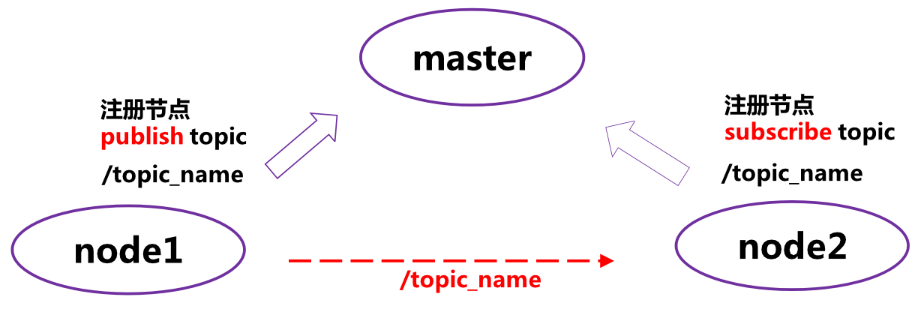 master
注册节点
publish topic
/topic_name
注册节点
subscribe topic
/topic_name
node1
/topic_name
node2